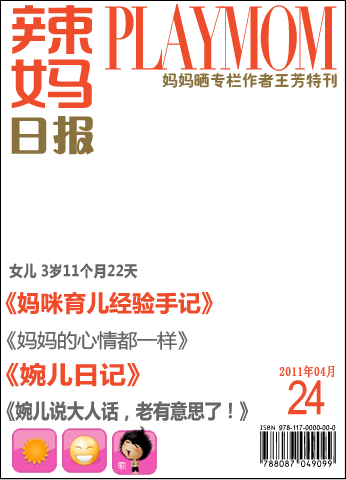 辣妈
PLAYMOM
妈妈晒专栏作者王芳特刊
日报
女儿 3岁11个月22天
《妈咪育儿经验手记》
《妈妈的心情都一样》
《婉儿日记》
《婉儿说大人话，老有意思了！》
2011年04月
24
ISBN 978-117-0000-00-0
788087 049099
乖